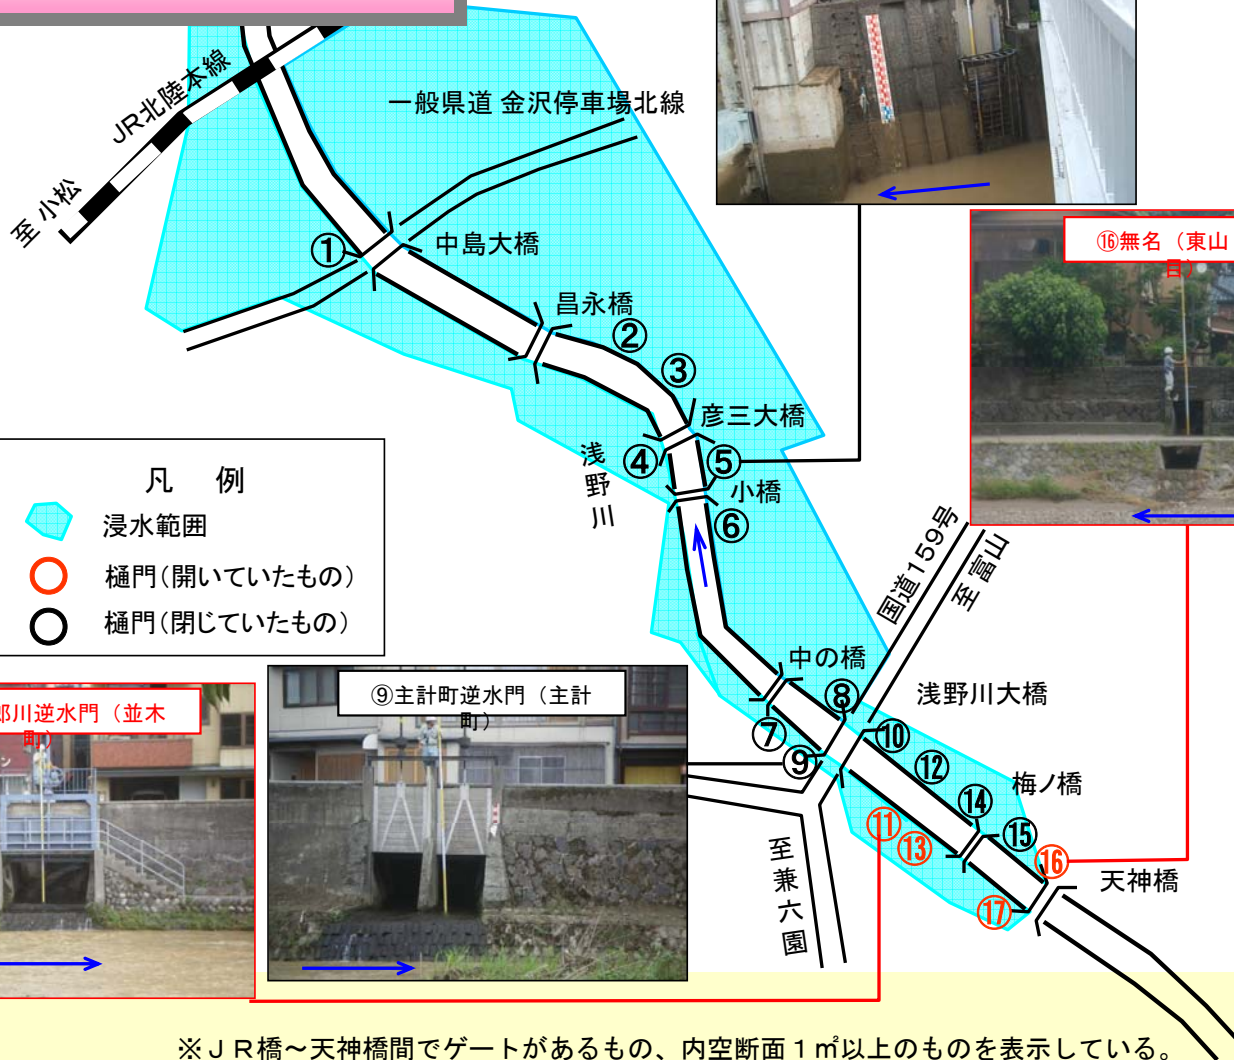 JR北陸本線
至 小松
一般県道 金沢停車場北線
①
中島大橋
昌永橋
②
③
彦三大橋
④
⑤
浅野川
小橋
⑥
⑯無名（東山
目）
国道159号
至 富山
凡 例
浸水範囲
樋門(開いていたもの)
樋門(閉じていたもの)
中の橋
⑧
浅野川大橋
⑦
⑨
⑩
⑫
梅ノ橋
⑭
⑮
⑪
⑬
⑯
⑰
天神橋
至兼六園
郎川逆水門（並木
町）
⑨主計町逆水門（主計
町）
※ＪＲ橋～天神橋間でゲートがあるもの、内空断面１㎡以上のものを表示している。